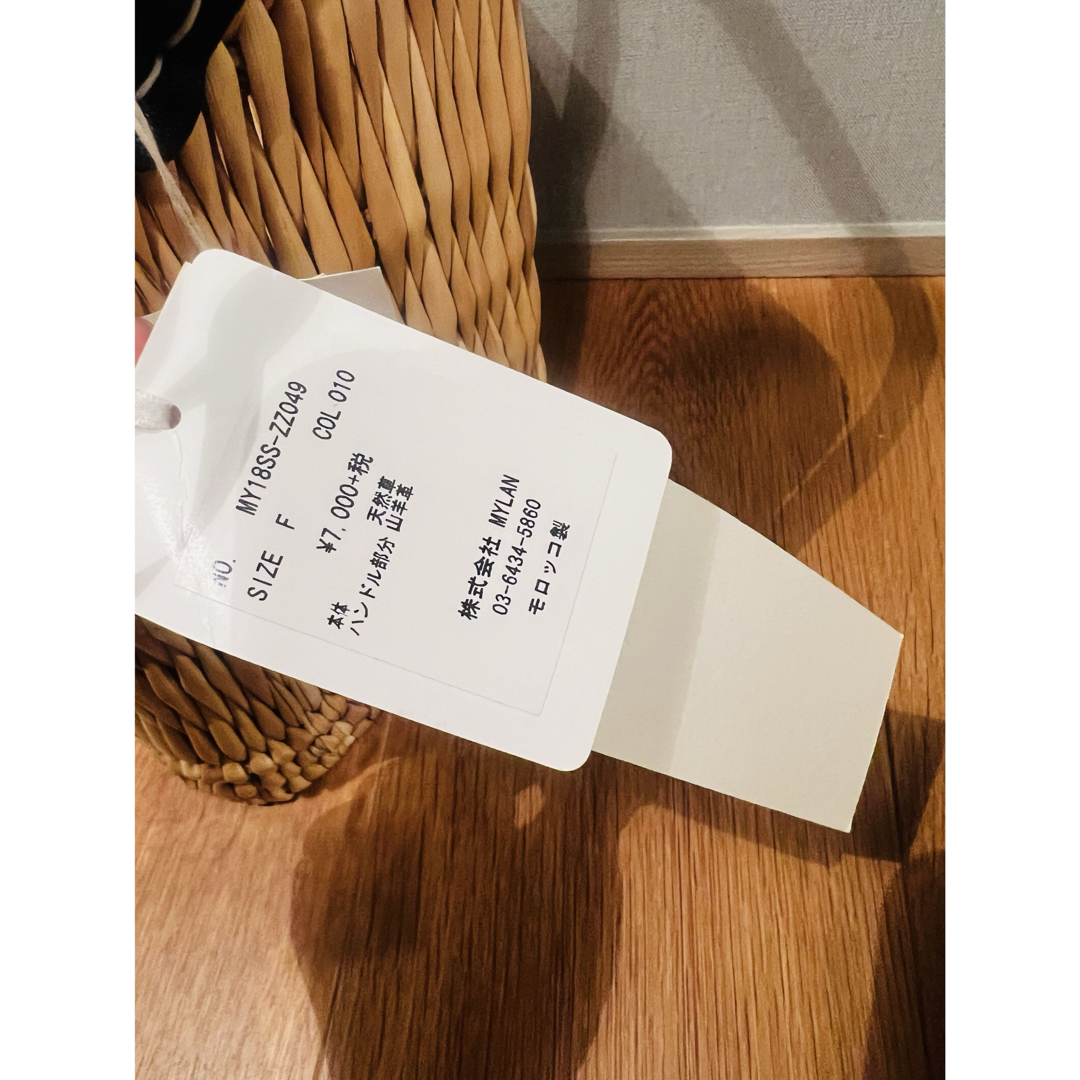 NO. MY18SS-ZZ049
SIZE F COL 010
¥7,000+税
本体 天然草
ハンドル部分 山羊革
株式会社 MYLAN
03-6434-5860
モロッコ製